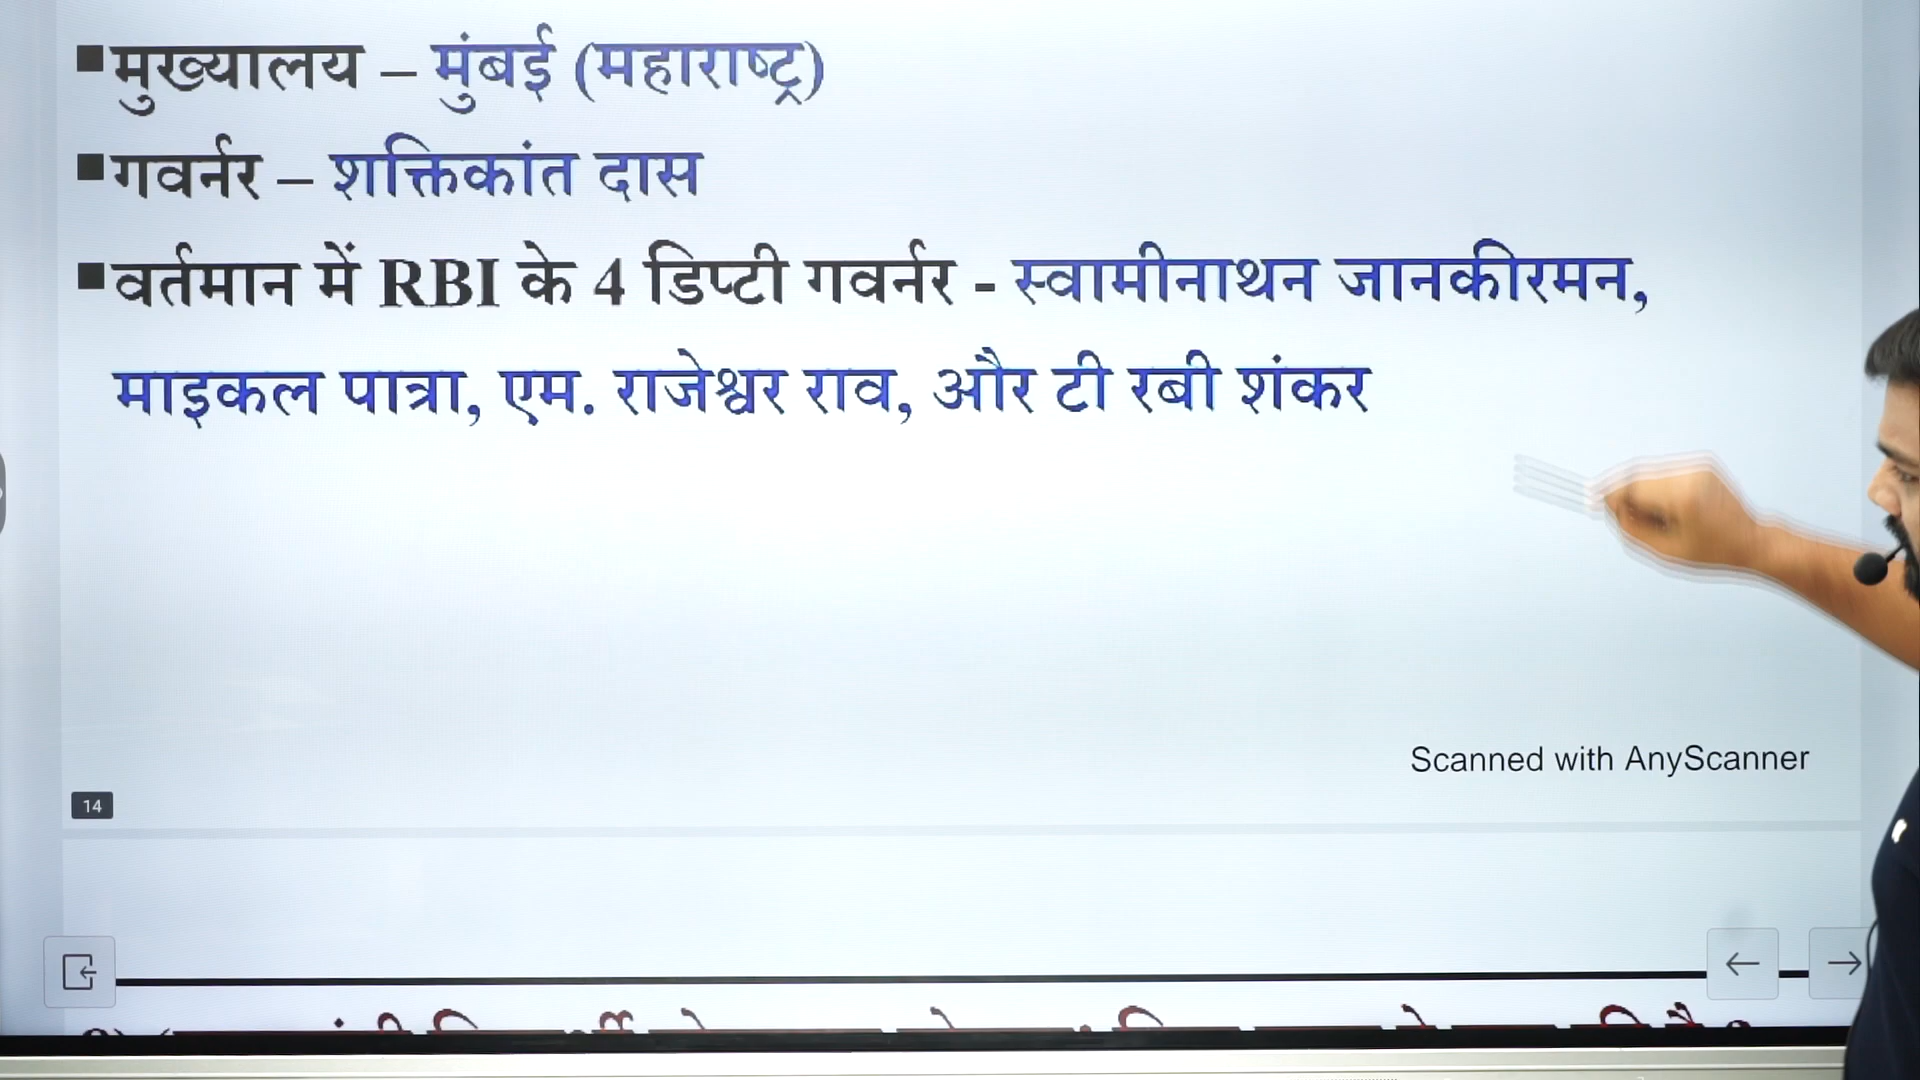 ▪मुख्यालय – मुंबई (महाराष्ट्र)
▪गवर्नर – शक्तिकांत दास
▪वर्तमान में RBI के 4 डिप्टी गवर्नर - स्वामीनाथन जानकीरमन,
माइकल पात्रा, एम. राजेश्वर राव, और टी रबी शंकर
Scanned with AnyScanner
14